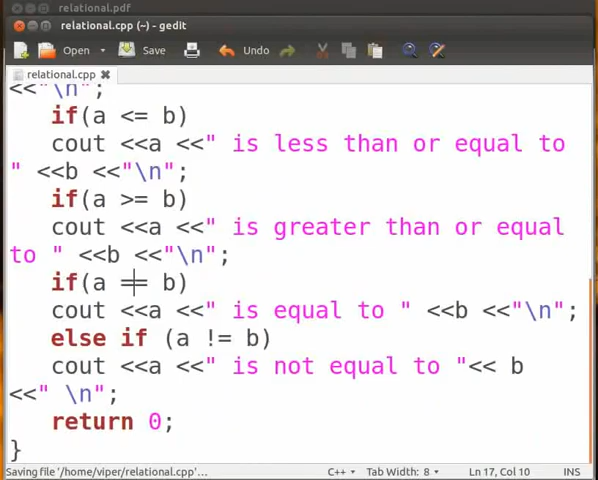 relational.pdf
relational.cpp (~) - gedit
Open Save Undo
relational.cpp
<<"\n";
if(a <= b)
cout <<a <<" is less than or equal to
" <<b <<"\n";
if(a >= b)
cout <<a <<" is greater than or equal
to " <<b <<"\n";
if(a == b)
cout <<a <<" is equal to " <<b <<"\n";
else if (a != b)
cout <<a <<" is not equal to "<< b
<<" \n";
return 0;
}
Saving file '/home/viper/relational.cpp'... C++ Tab Width: 8 Ln 17, Col 10 INS